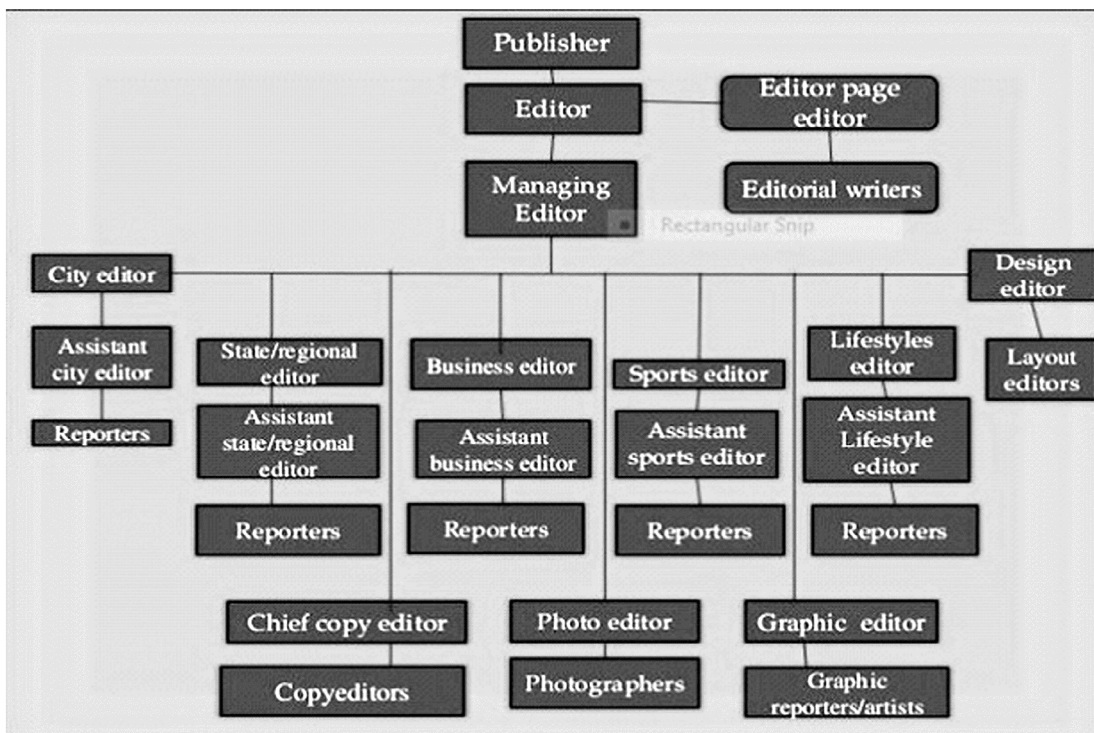 Publisher
Editor
Editor page
editor
Managing
Editor
Editorial writers
Rectangular Snip
City editor
Design
editor
Assistant
city editor
State/regional
editor
Business editor
Sports editor
Lifestyles
editor
Layout
editors
Reporters
Assistant
state/regional
editor
Assistant
business editor
Assistant
sports editor
Assistant
Lifestyle
editor
Reporters
Reporters
Reporters
Reporters
Chief copy editor
Photo editor
Graphic editor
Copyeditors
Photographers
Graphic
reporters/artists